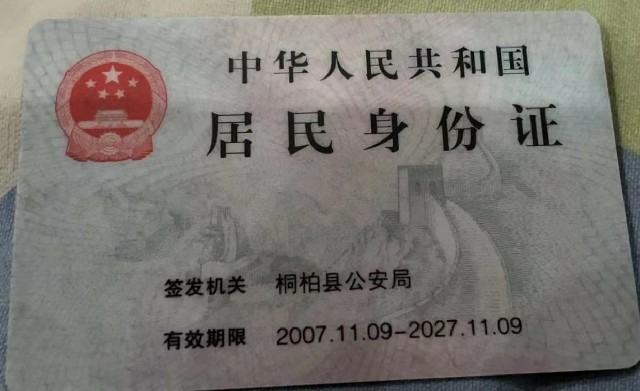 中华人民共和国
居民身份证
签发机关 桐柏县公安局
有效期限 2007.11.09-2027.11.09